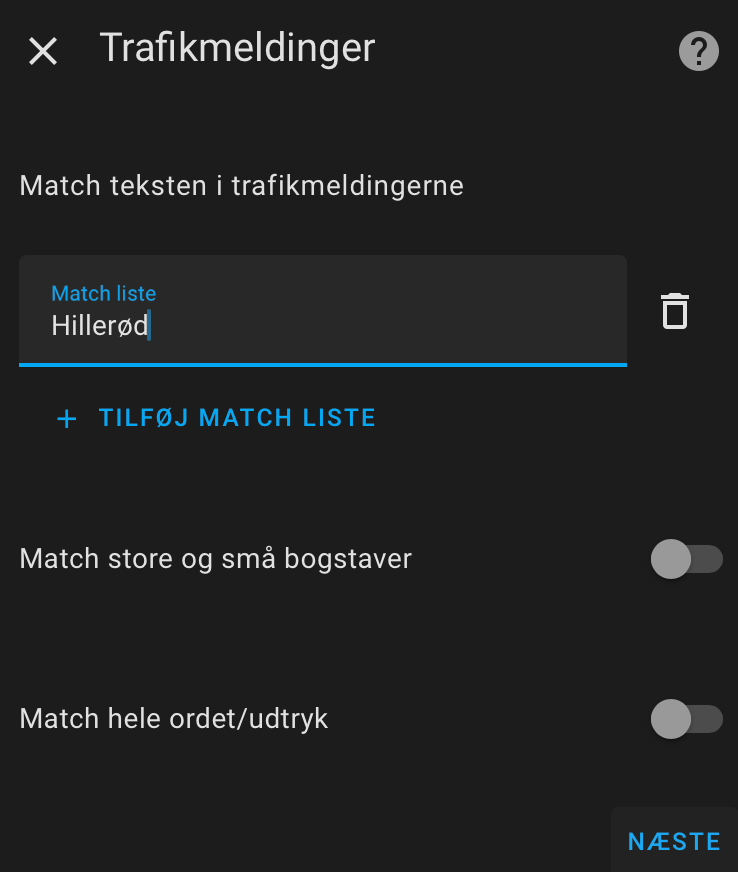 Trafikmeldinger
Match teksten i trafikmeldingerne
Match liste
Hillerød
+ TILFØJ MATCH LISTE
Match store og små bogstaver
Match hele ordet/udtryk
NÆSTE